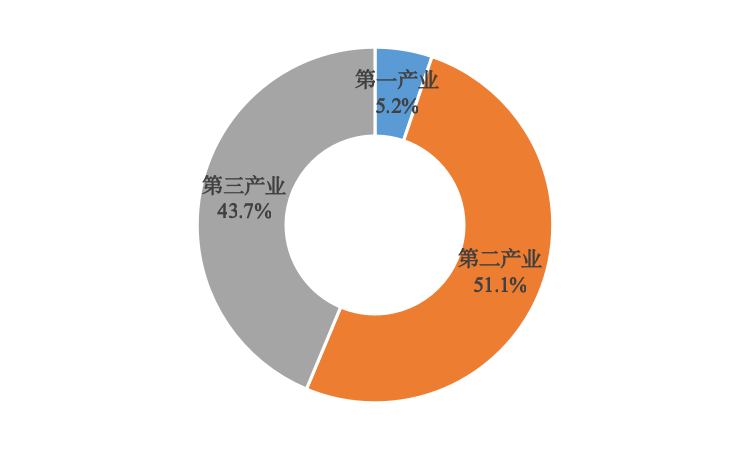 第一产业
5.2%
第三产业
43.7%
第二产业
51.1%